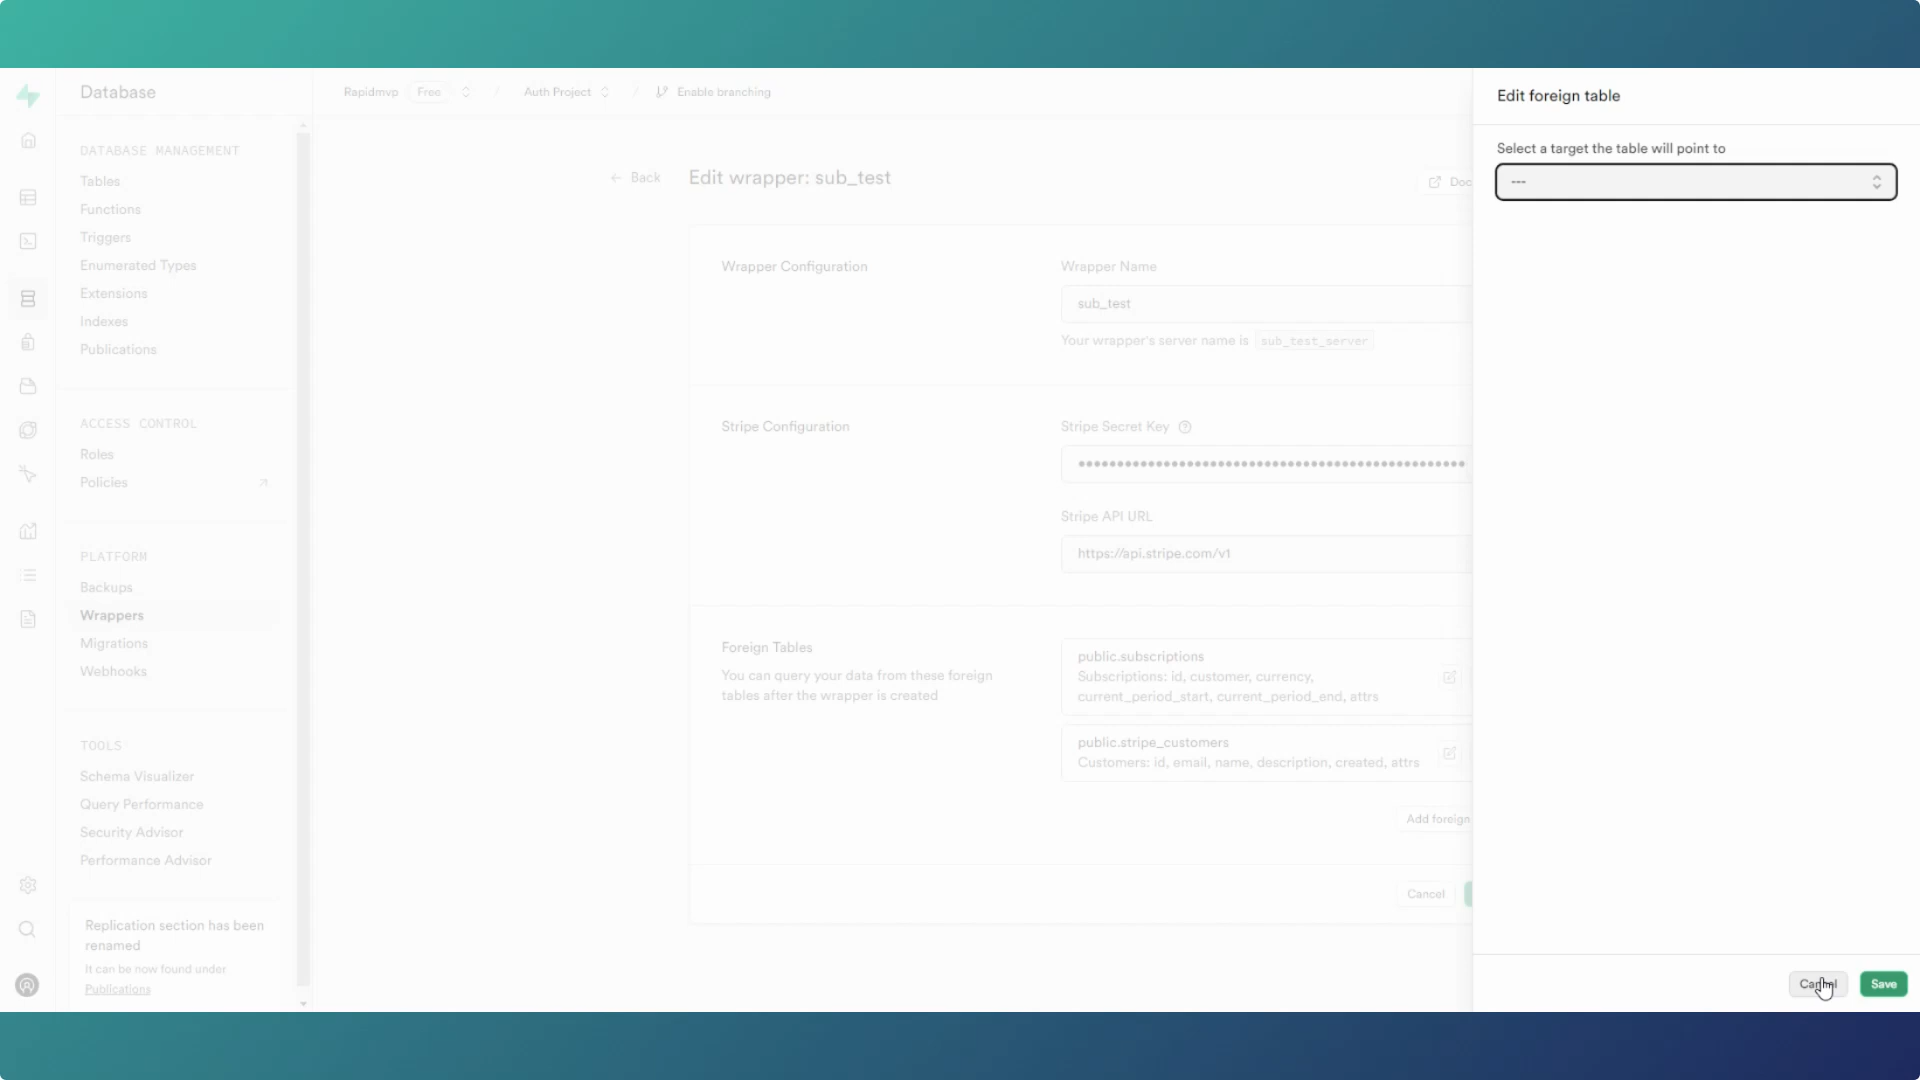 Database
DATABASE MANAGEMENT
Tables
Functions
Triggers
Enumerated Types
Extensions
Indexes
Publications
ACCESS CONTROL
Roles
Policies
PLATFORM
Backups
Wrappers
Migrations
Webhooks
TOOLS
Schema Visualizer
Query Performance
Security Advisor
Performance Advisor
Replication section has been
renamed
It can be now found under
Publications
Rapidmvp Free / Auth Project / Enable branching
← Back
Edit wrapper: sub_test
Doc
Wrapper Configuration
Wrapper Name
sub_test
Your wrapper's server name is sub_test_server
Stripe Configuration
Stripe Secret Key
••••••••••••••••••••••••••••••••••••••••••••••••
Stripe API URL
https://api.stripe.com/v1
Foreign Tables
You can query your data from these foreign
tables after the wrapper is created
public.subscriptions
Subscriptions: id, customer, currency,
current_period_start, current_period_end, attrs
public.stripe_customers
Customers: id, email, name, description, created, attrs
Add foreign
Cancel
Edit foreign table
Select a target the table will point to
---
Cancel
Save